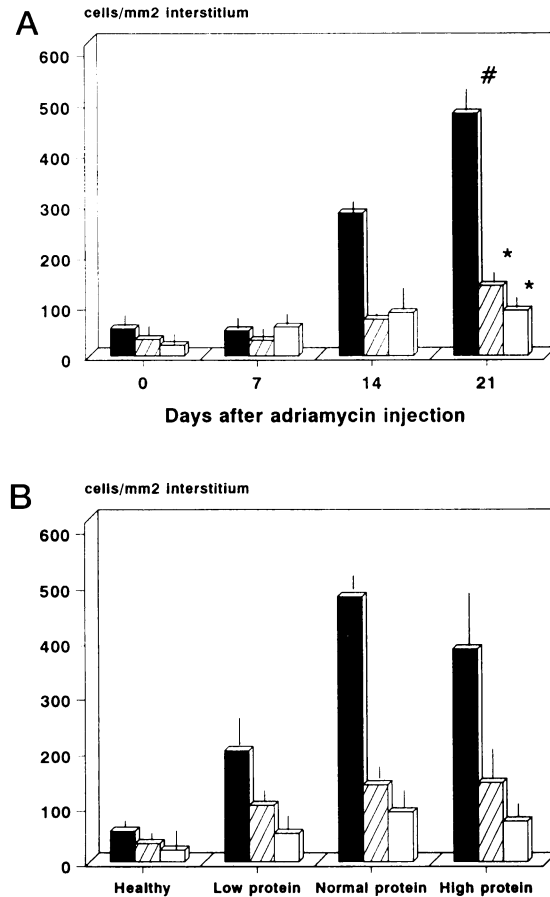 A
cells/mm2 interstitium
600
500
400
300
200
100
0
#
*
*
0 7 14 21
Days after adriamycin injection
B
cells/mm2 interstitium
600
500
400
300
200
100
0
Healthy Low protein Normal protein High protein